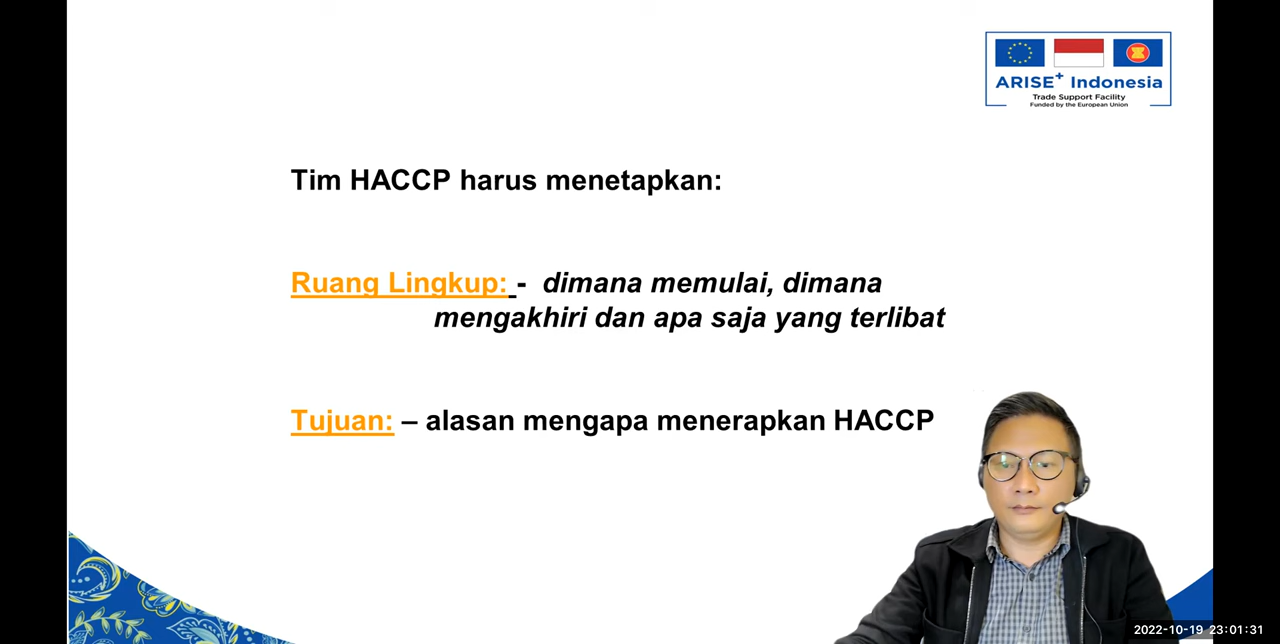 ARISE+ Indonesia
Trade Support Facility
Funded by the European Union
Tim HACCP harus menetapkan:
Ruang Lingkup: - dimana memulai, dimana
mengakhiri dan apa saja yang terlibat
Tujuan: – alasan mengapa menerapkan HACCP
2022-10-19 23:01:31